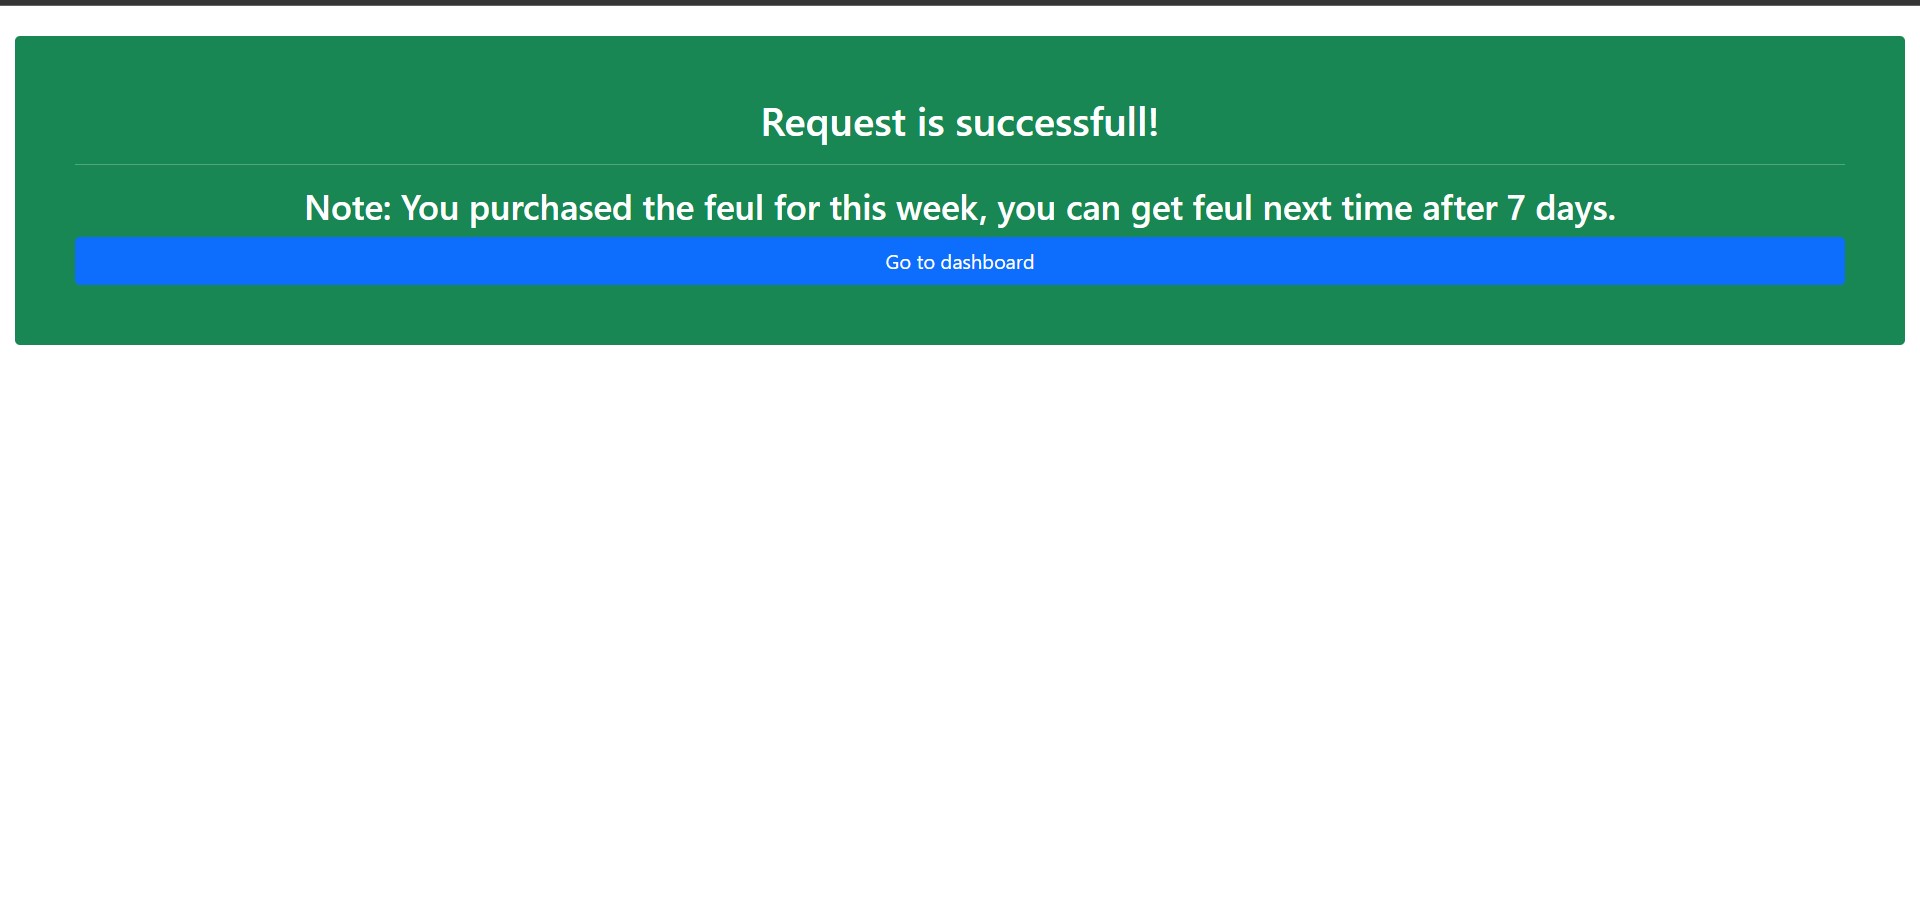 Request is successfull!
Note: You purchased the feul for this week, you can get feul next time after 7 days.
Go to dashboard